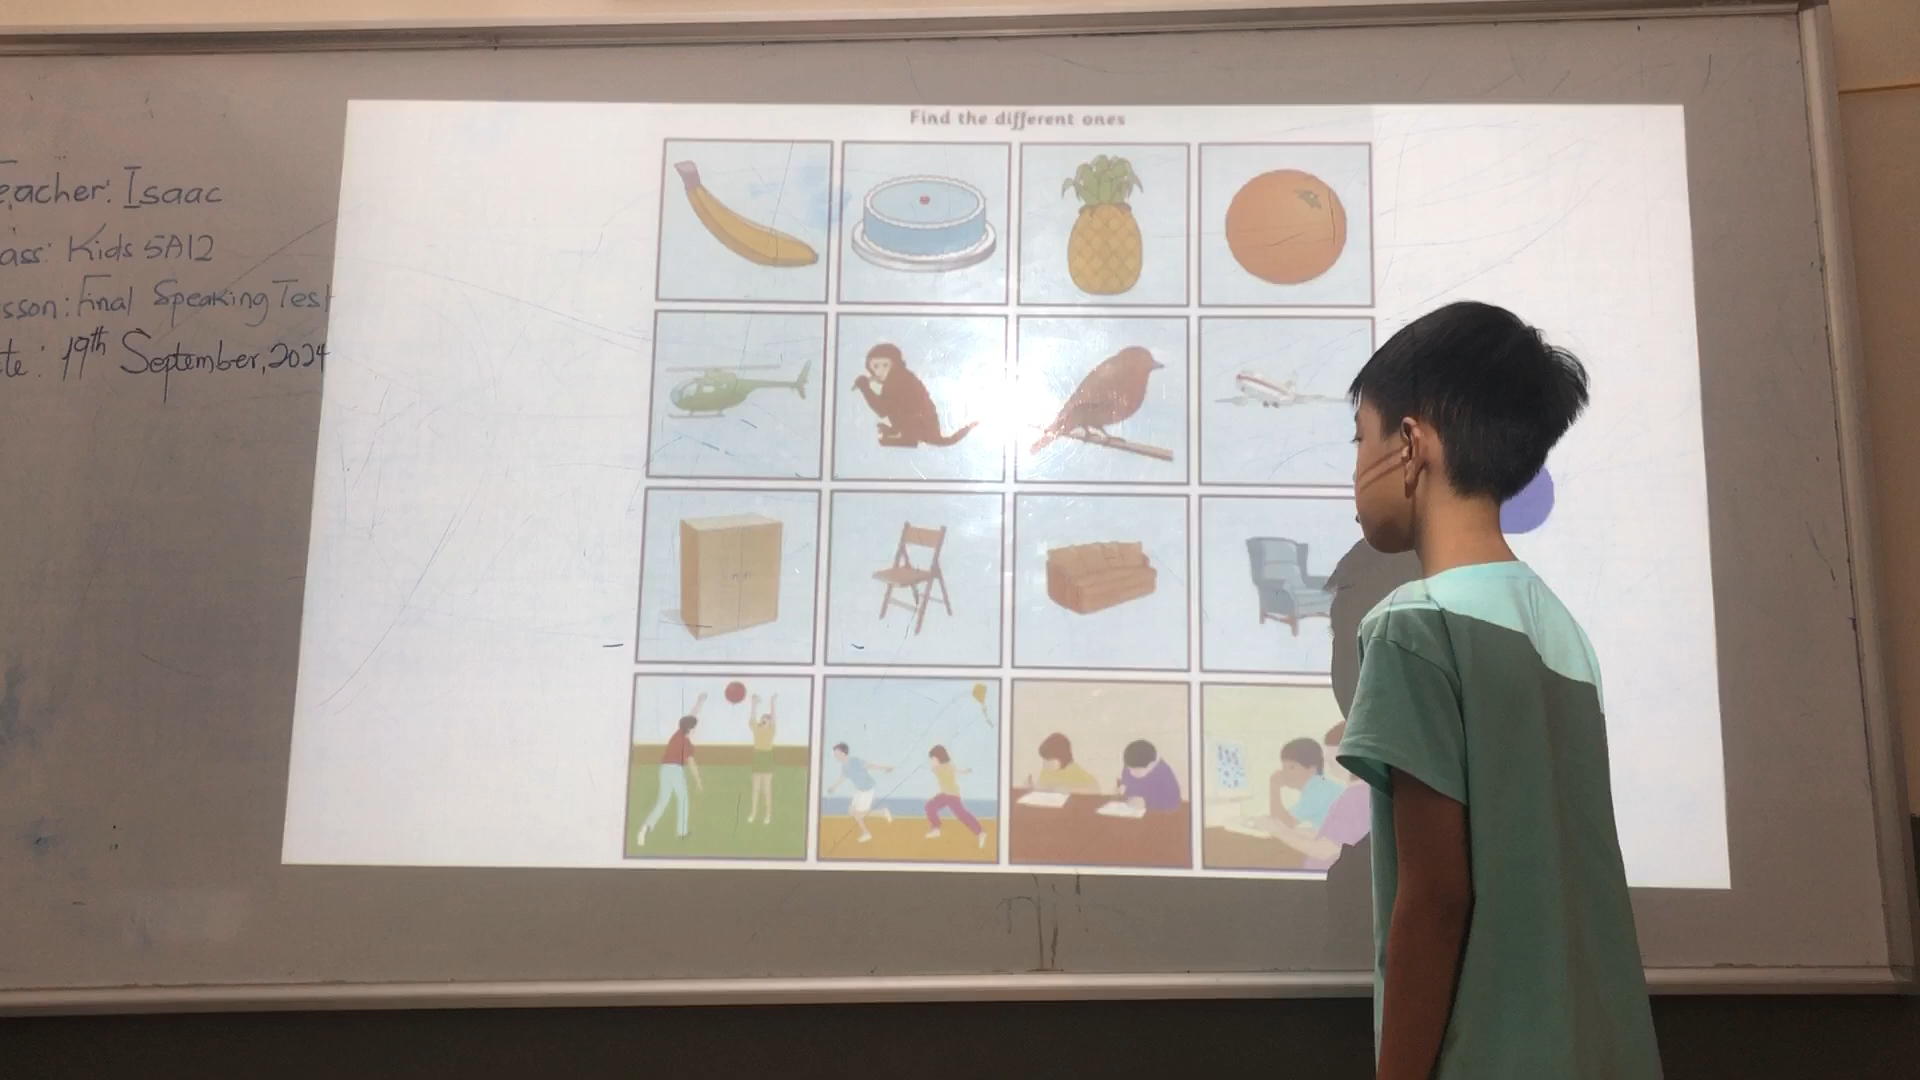 eacher: Isaac
ass: Kids 5A12
sson: Final Speaking Test
te: 19th September, 2024
Find the different ones